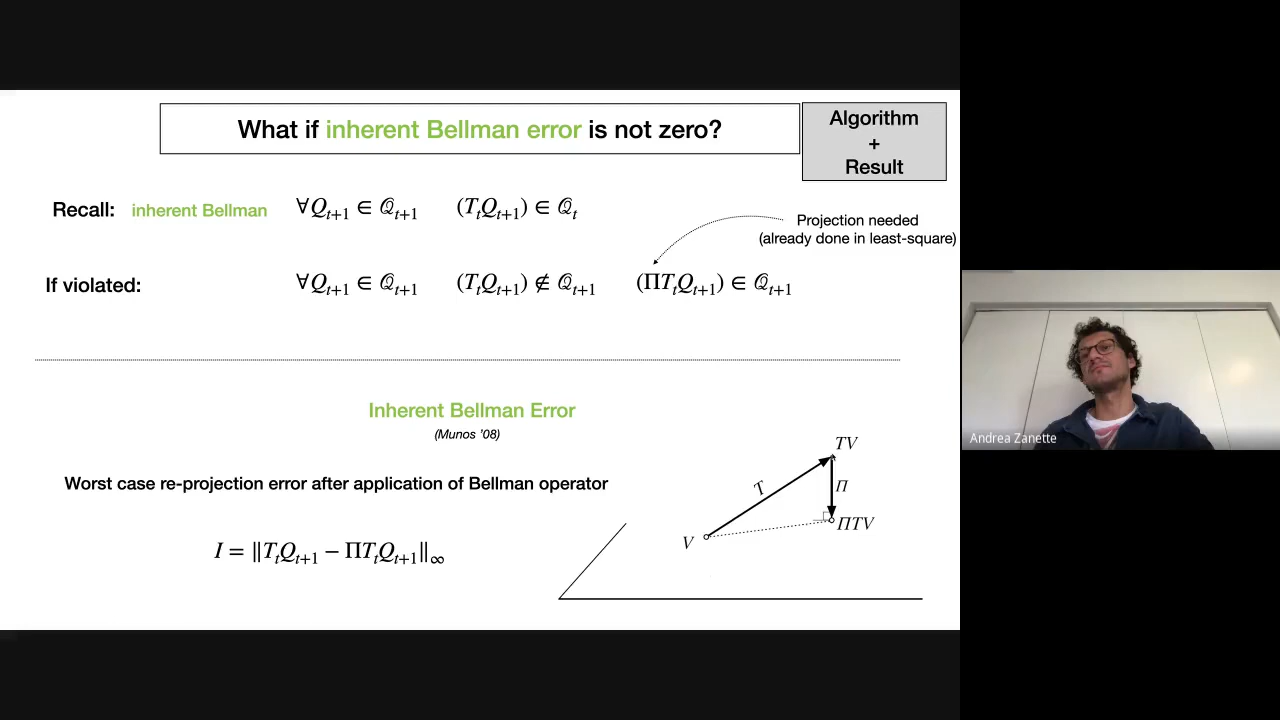 What if inherent Bellman error is not zero?
Algorithm
+
Result
Recall: inherent Bellman ∀Q_{t+1} ∈ 𝒬_{t+1} (T_tQ_{t+1}) ∈ 𝒬_t
Projection needed
(already done in least-square)
If violated: ∀Q_{t+1} ∈ 𝒬_{t+1} (T_tQ_{t+1}) ∉ 𝒬_{t+1} (ΠT_tQ_{t+1}) ∈ 𝒬_{t+1}
Inherent Bellman Error
(Munos '08)
Worst case re-projection error after application of Bellman operator
I = ||T_tQ_{t+1} − ΠT_tQ_{t+1}||_∞
TV
T
Π
ΠTV
V
Andrea Zanette